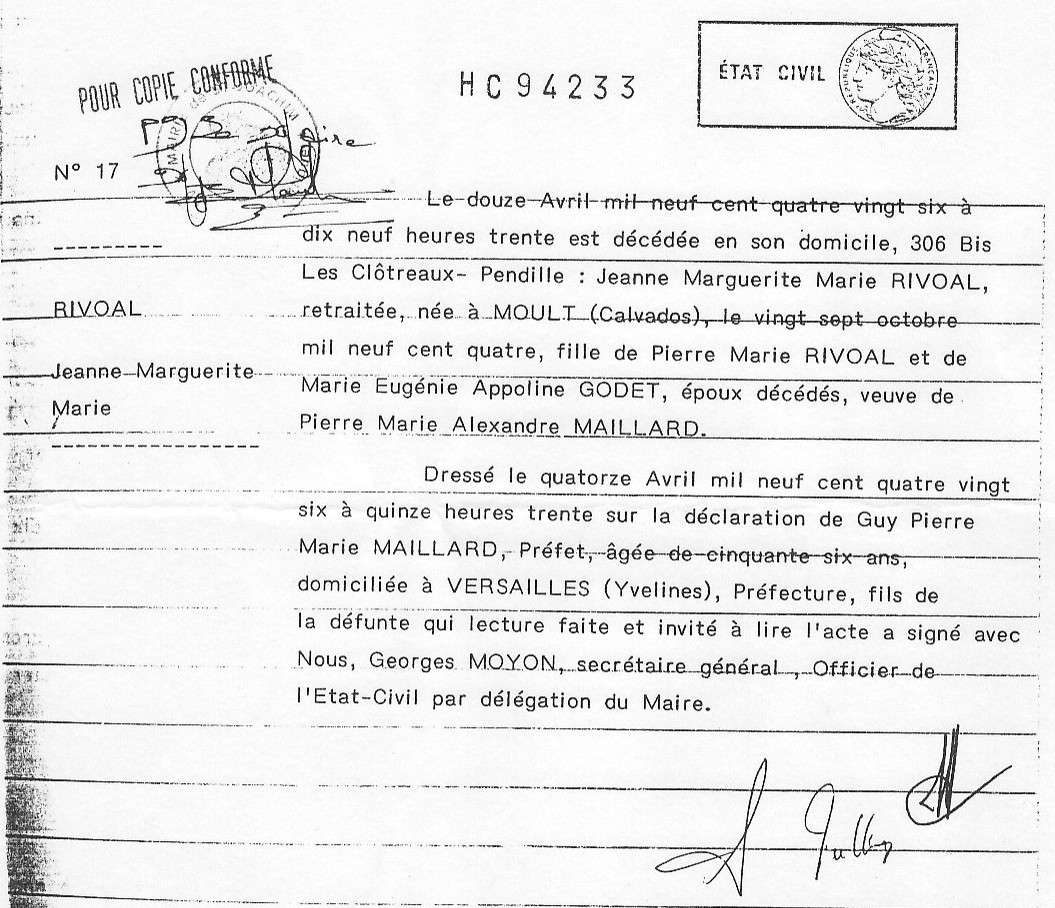 POUR COPIE CONFORME
HC94233
ÉTAT CIVIL
RÉPUBLIQUE FRANÇAISE
MAIRIE
N° 17
Le douze Avril mil neuf cent quatre vingt six à
dix neuf heures trente est décédée en son domicile, 306 Bis
Les Clôtreaux- Pendille : Jeanne Marguerite Marie RIVOAL,
RIVOAL
retraitée, née à MOULT (Calvados), le vingt sept octobre
mil neuf cent quatre, fille de Pierre Marie RIVOAL et de
Jeanne Marguerite
Marie Eugénie Appoline GODET, époux décédés, veuve de
Marie
Pierre Marie Alexandre MAILLARD.
Dressé le quatorze Avril mil neuf cent quatre vingt
six à quinze heures trente sur la déclaration de Guy Pierre
Marie MAILLARD, Préfet, âgée de cinquante six ans,
domiciliée à VERSAILLES (Yvelines), Préfecture, fils de
la défunte qui lecture faite et invité à lire l'acte a signé avec
Nous, Georges MOYON, secrétaire général , Officier de
l'Etat-Civil par délégation du Maire.